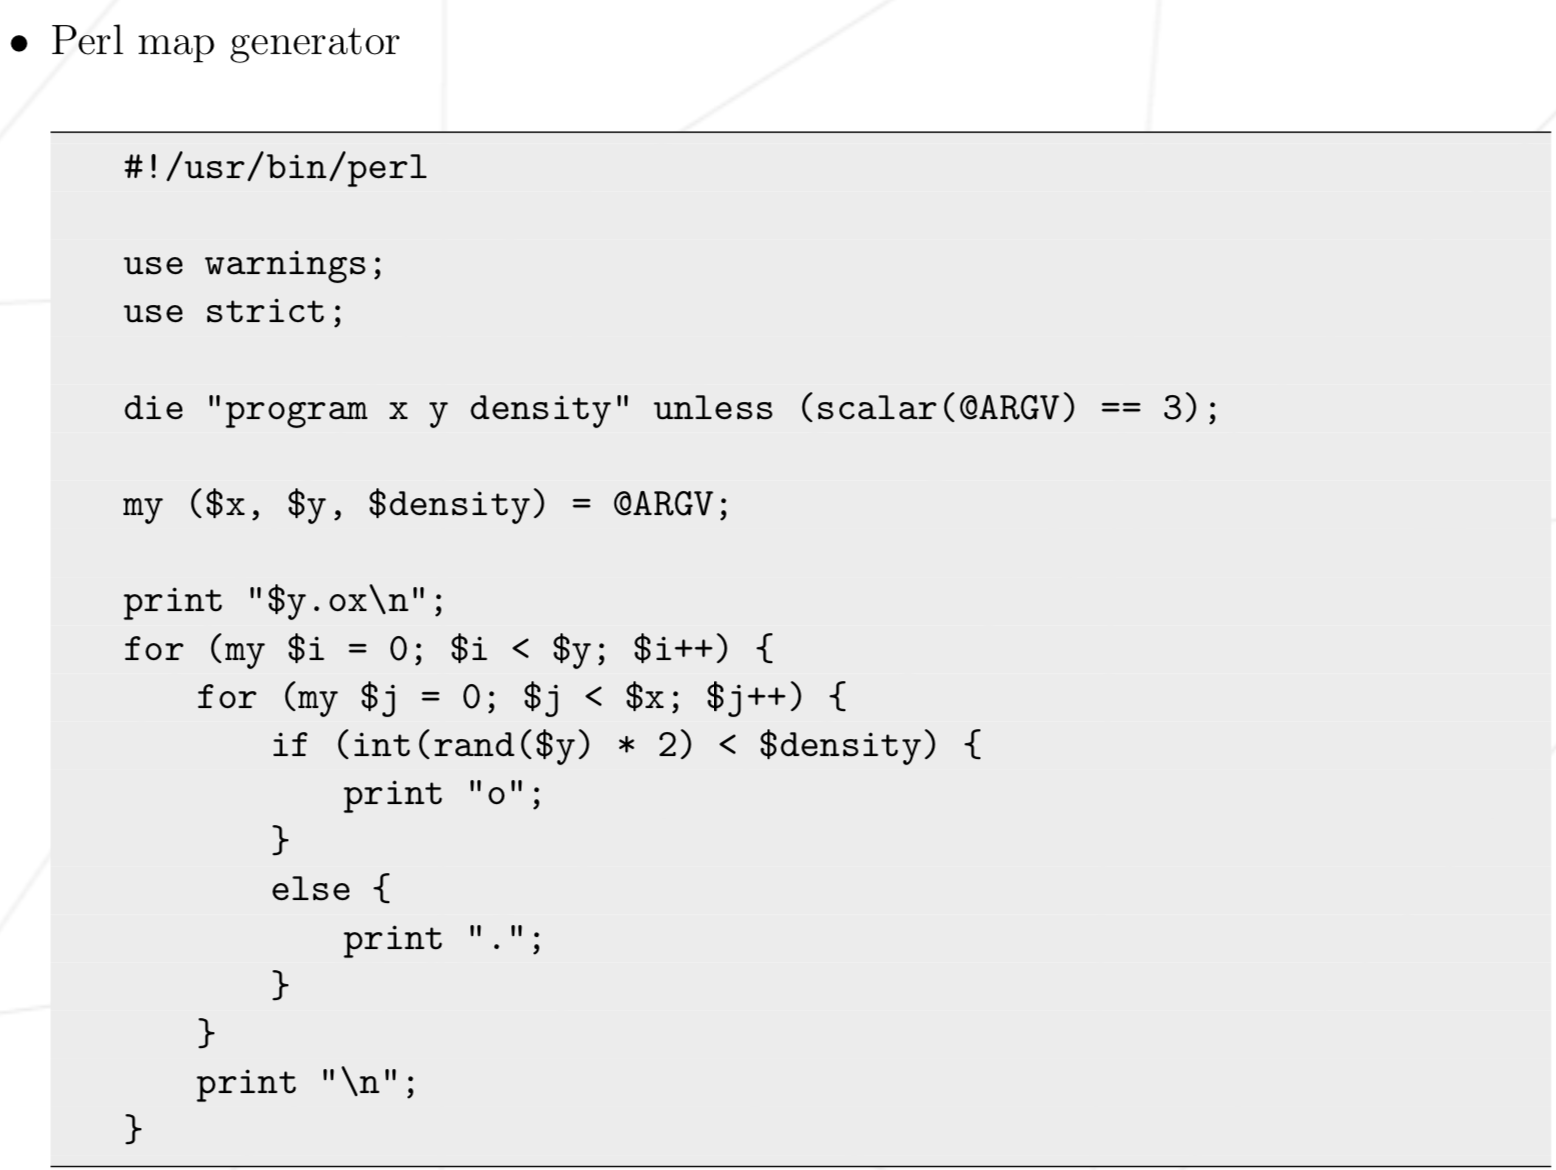 • Perl map generator
#!/usr/bin/perl
use warnings;
use strict;
die "program x y density" unless (scalar(@ARGV) == 3);
my ($x, $y, $density) = @ARGV;
print "$y.ox\n";
for (my $i = 0; $i < $y; $i++) {
    for (my $j = 0; $j < $x; $j++) {
        if (int(rand($y) * 2) < $density) {
            print "o";
        }
        else {
            print ".";
        }
    }
    print "\n";
}